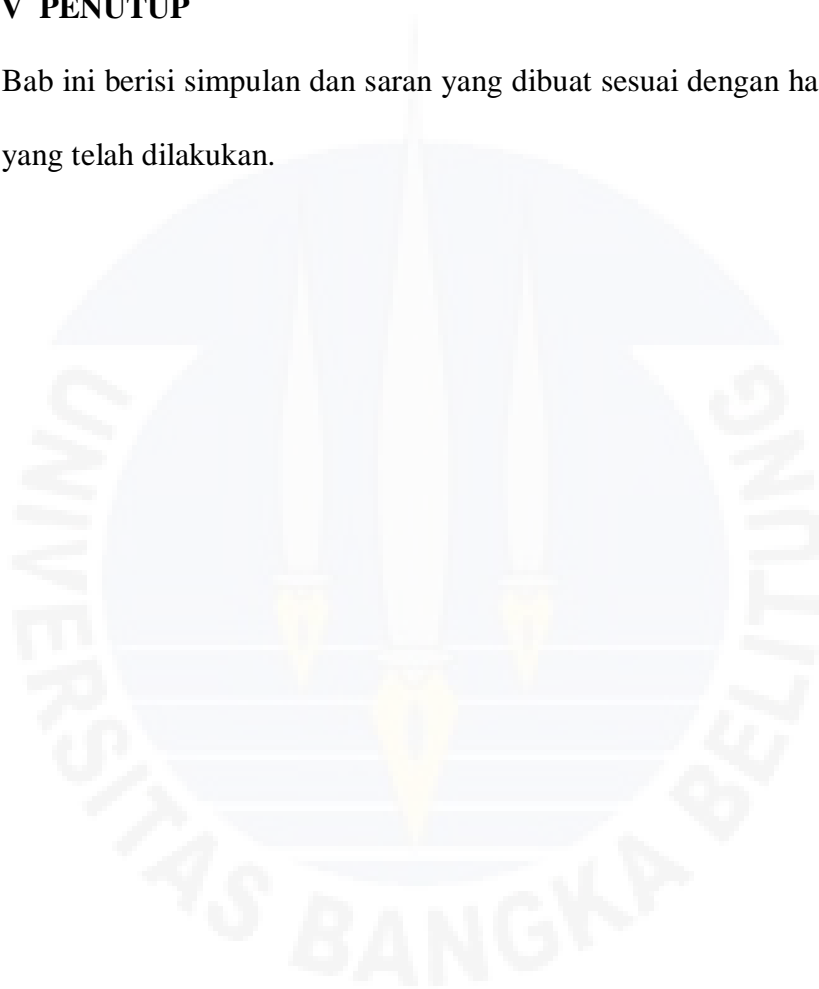 V PENUTUP
Bab ini berisi simpulan dan saran yang dibuat sesuai dengan ha
yang telah dilakukan.
UNIVERSITAS BANGKA BELITUNG